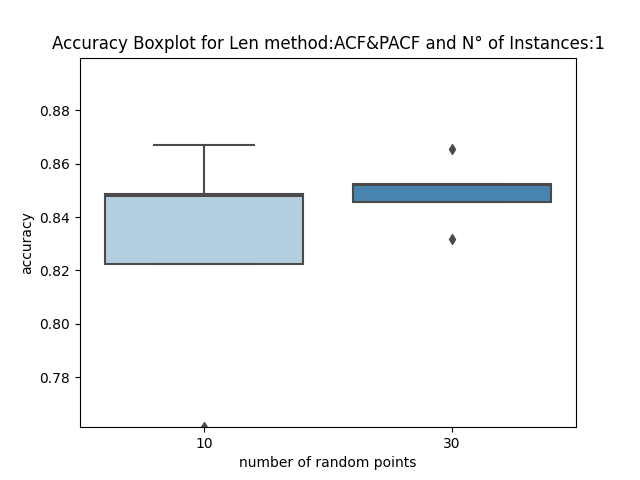 Accuracy Boxplot for Len method:ACF&PACF and N° of Instances:1
0.88
0.86
0.84
0.82
0.80
0.78
accuracy
10 30
number of random points